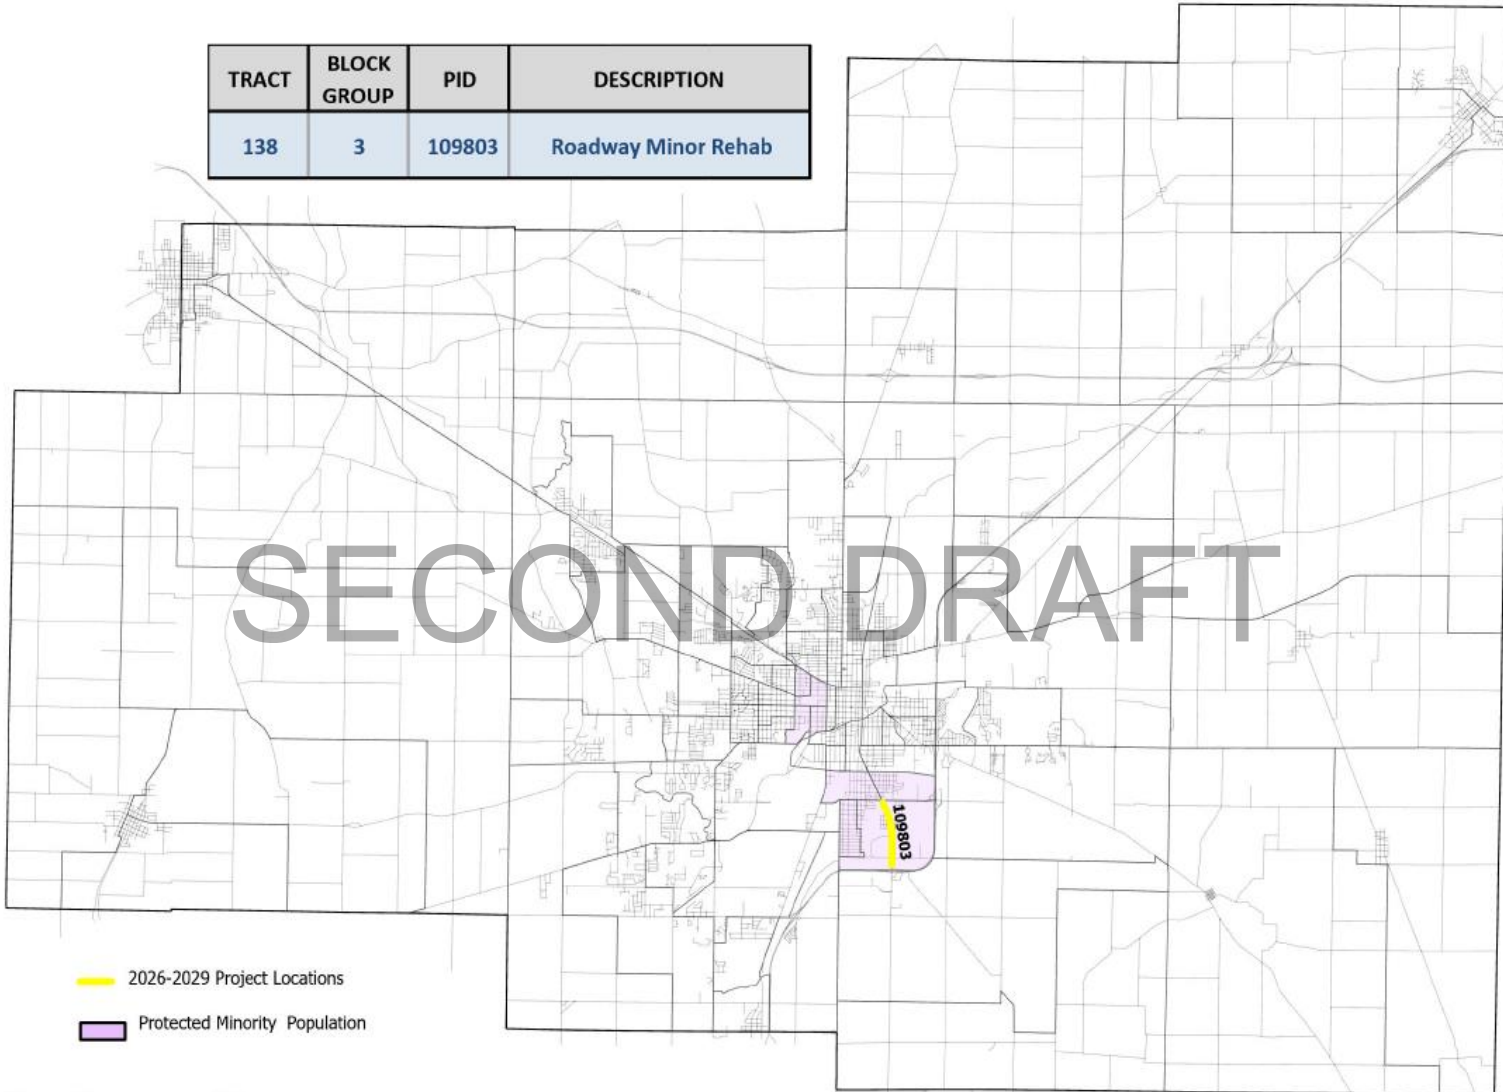 TRACT BLOCK GROUP PID DESCRIPTION
138 3 109803 Roadway Minor Rehab
SECOND DRAFT
109803
2026-2029 Project Locations
Protected Minority Population